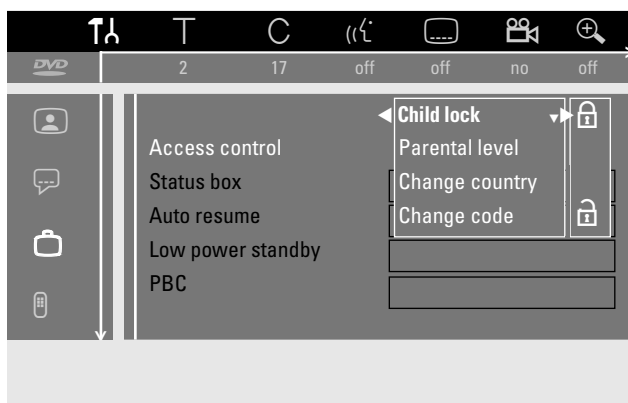 T C
DVD 2 17 off off no off
Child lock
Access control Parental level
Status box Change country
Auto resume Change code
Low power standby
PBC